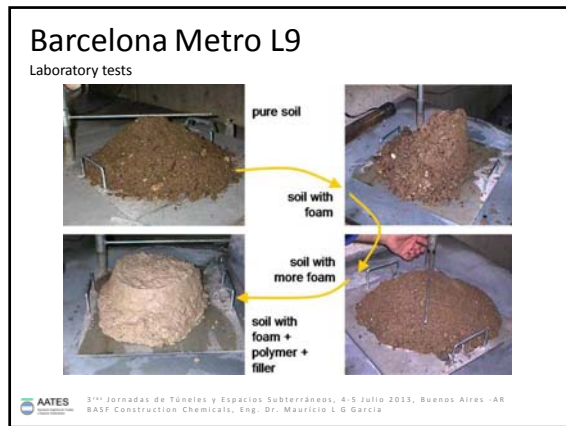 Barcelona Metro L9
Laboratory tests
pure soil
soil with
foam
soil with
more foam
soil with
foam +
polymer +
filler
AATES
3ras Jornadas de Túneles y Espacios Subterráneos, 4-5 Julio 2013, Buenos Aires -AR
BASF Construction Chemicals, Eng. Dr. Maurício L G Garcia